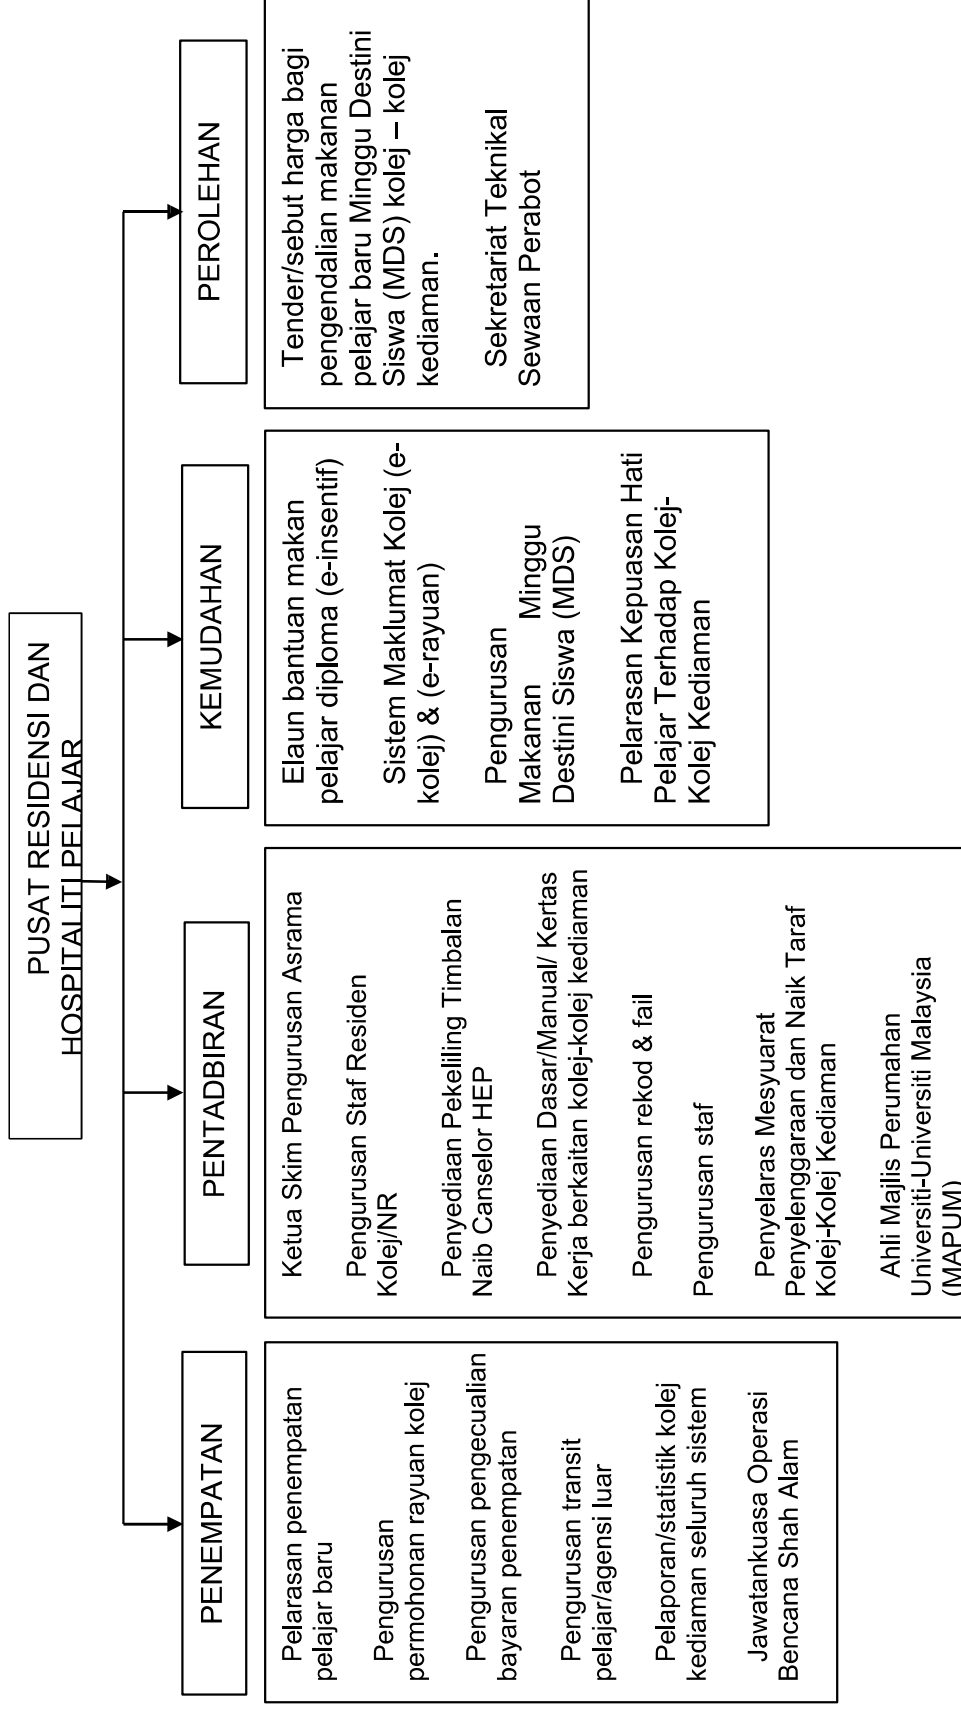 PUSAT RESIDENSI DAN
HOSPITALITI PELAJAR
PENEMPATAN
Pelarasan penempatan
pelajar baru
Pengurusan
permohonan rayuan kolej
Pengurusan pengecualian
bayaran penempatan
Pengurusan transit
pelajar/agensi luar
Pelaporan/statistik kolej
kediaman seluruh sistem
Jawatankuasa Operasi
Bencana Shah Alam
PENTADBIRAN
Ketua Skim Pengurusan Asrama
Pengurusan Staf Residen
Kolej/NR
Penyediaan Pekeliling Timbalan
Naib Canselor HEP
Penyediaan Dasar/Manual/ Kertas
Kerja berkaitan kolej-kolej kediaman
Pengurusan rekod & fail
Pengurusan staf
Penyelaras Mesyuarat
Penyelenggaraan dan Naik Taraf
Kolej-Kolej Kediaman
Ahli Majlis Perumahan
Universiti-Universiti Malaysia
(MAPUM)
KEMUDAHAN
Elaun bantuan makan
pelajar diploma (e-insentif)
Sistem Maklumat Kolej (e-
kolej) & (e-rayuan)
Pengurusan
Makanan Minggu
Destini Siswa (MDS)
Pelarasan Kepuasan Hati
Pelajar Terhadap Kolej-
Kolej Kediaman
PEROLEHAN
Tender/sebut harga bagi
pengendalian makanan
pelajar baru Minggu Destini
Siswa (MDS) kolej – kolej
kediaman.
Sekretariat Teknikal
Sewaan Perabot